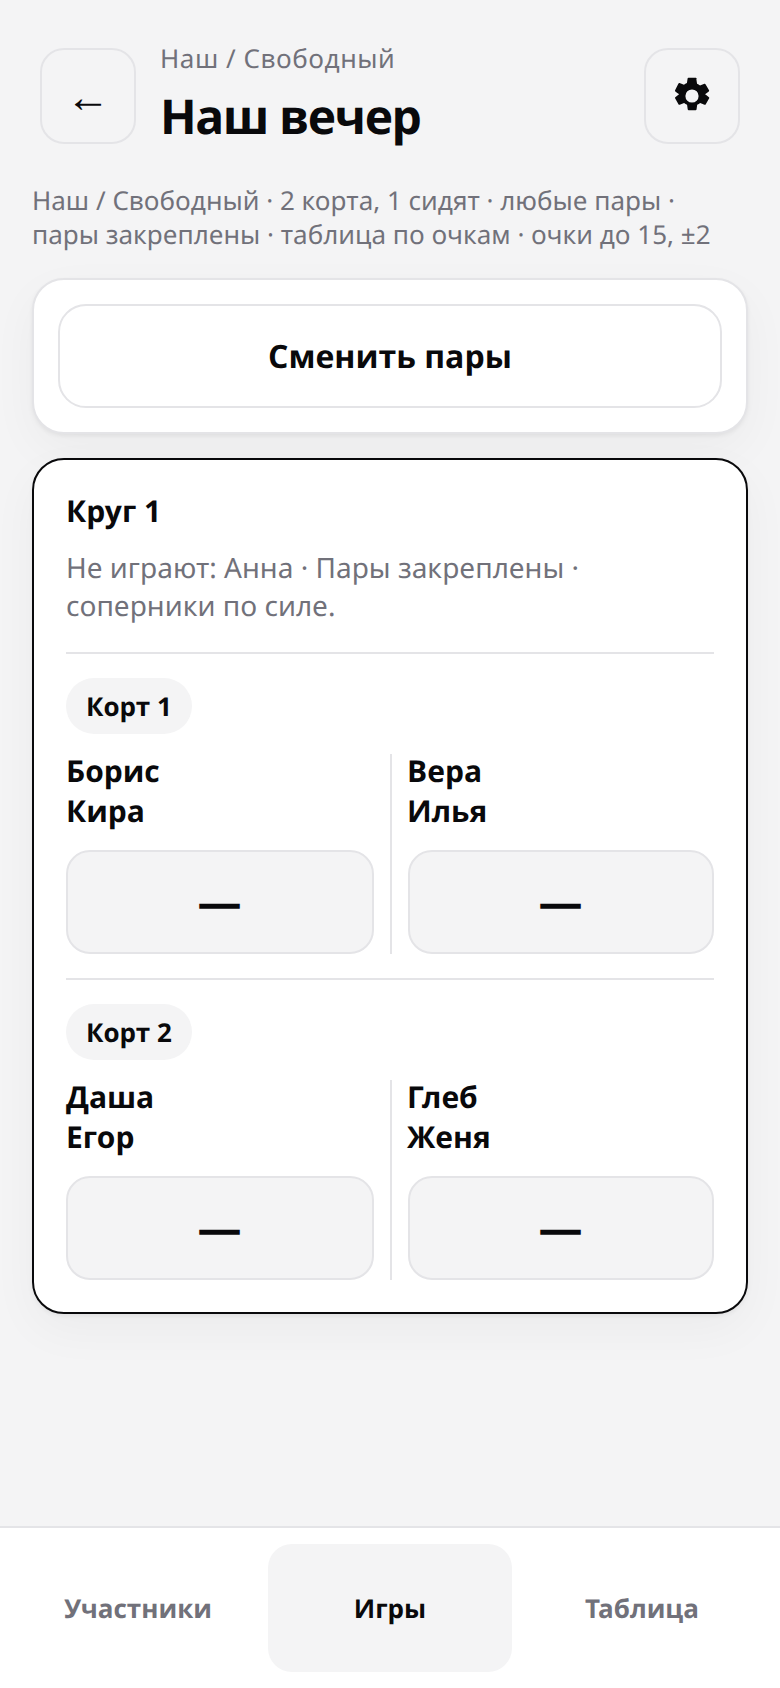 ←
Наш / Свободный
Наш вечер
Наш / Свободный · 2 корта, 1 сидят · любые пары ·
пары закреплены · таблица по очкам · очки до 15, ±2
Сменить пары
Круг 1
Не играют: Анна · Пары закреплены ·
соперники по силе.
Корт 1
Борис
Кира
Вера
Илья
—
—
Корт 2
Даша
Егор
Глеб
Женя
—
—
Участники
Игры
Таблица